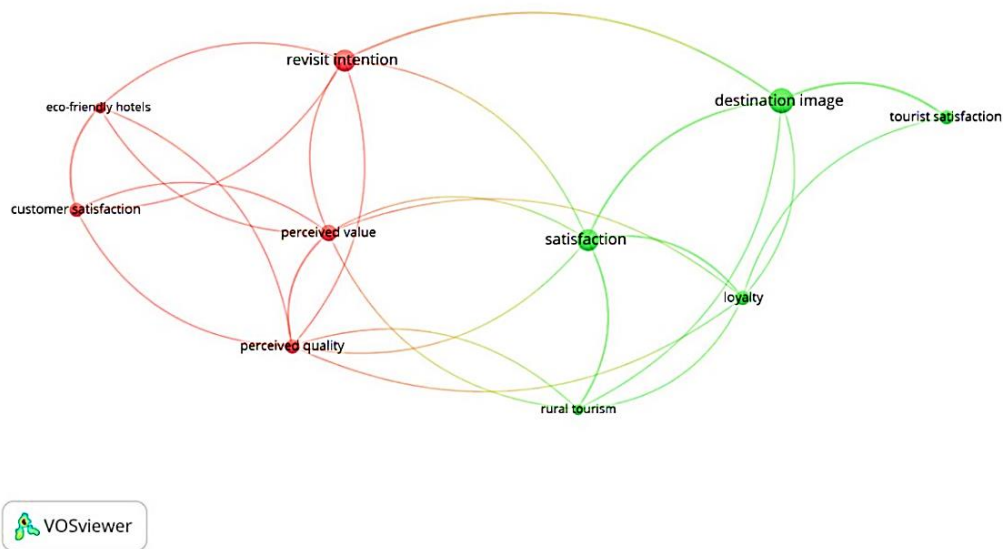 revisit intention
destination image
eco-friendly hotels
tourist satisfaction
customer satisfaction
perceived value
satisfaction
loyalty
perceived quality
rural tourism
VOSviewer